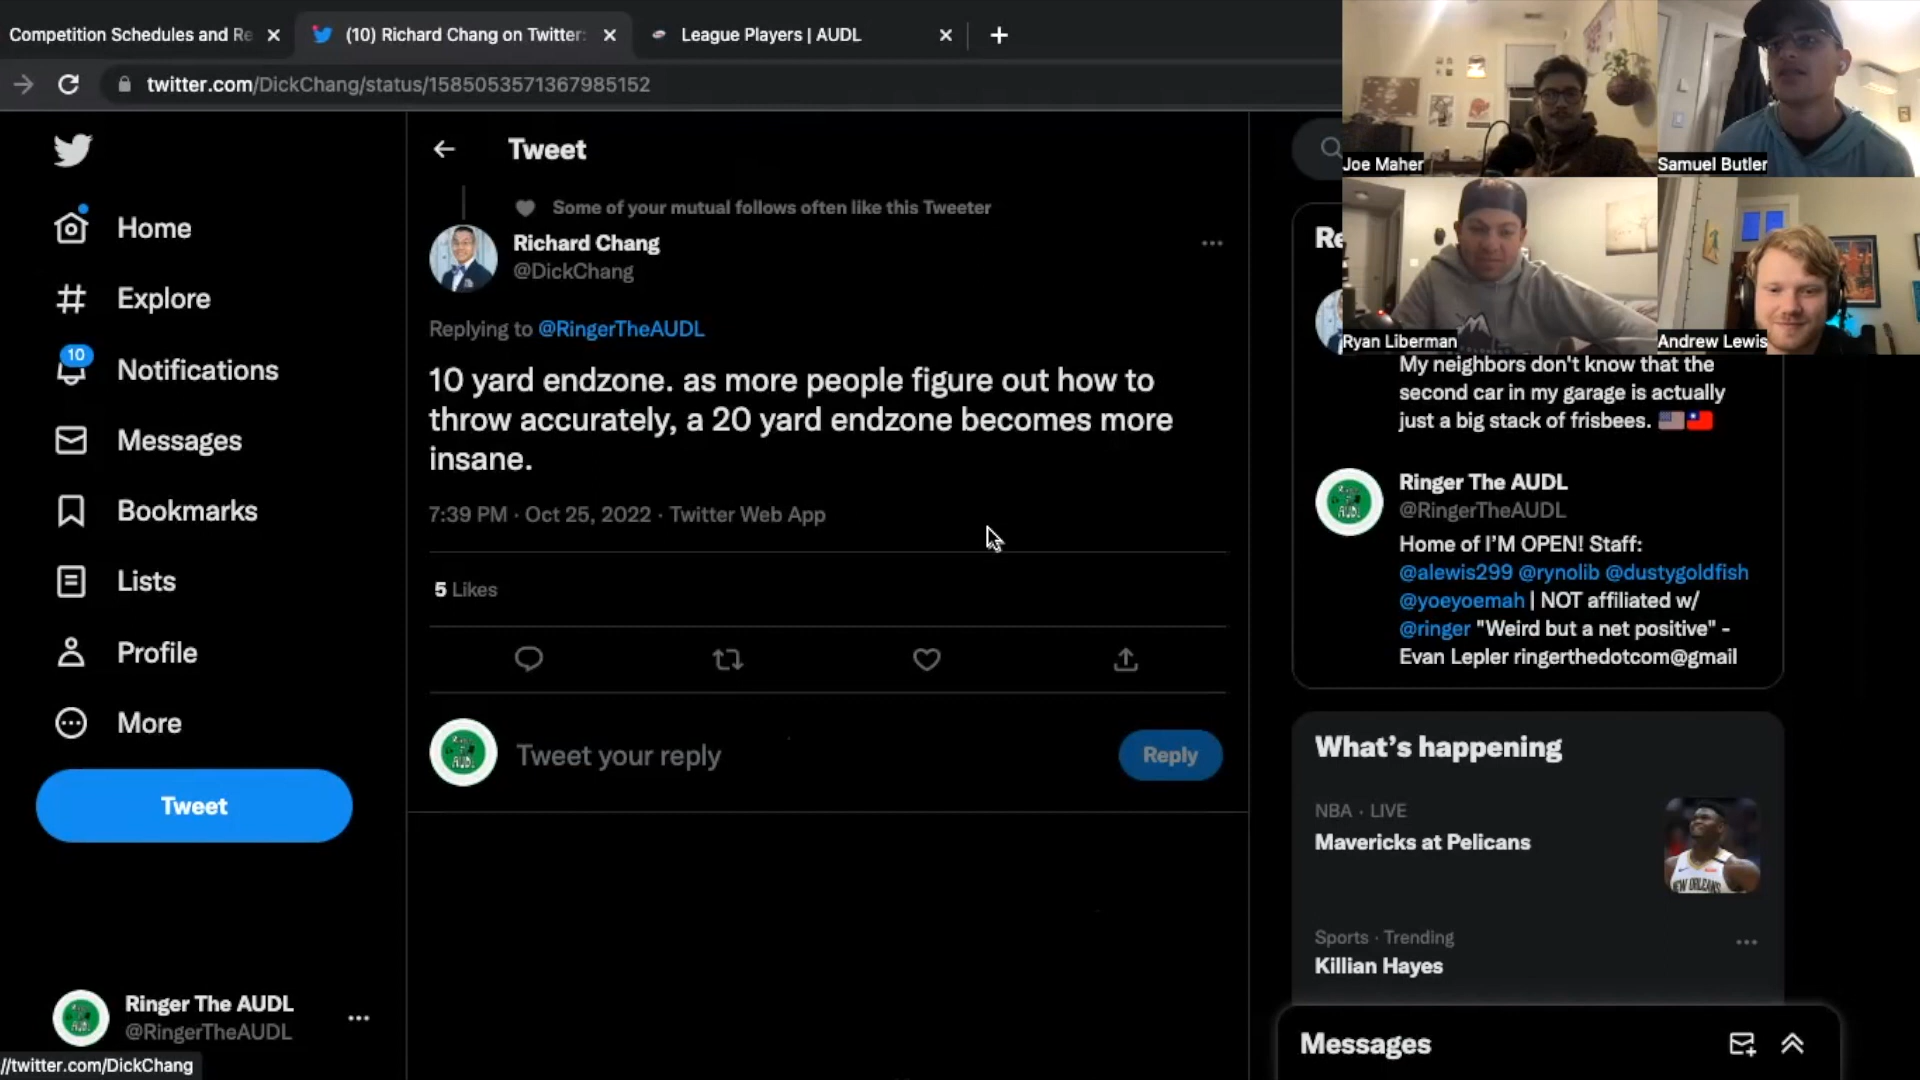 Competition Schedules and Re
(10) Richard Chang on Twitter:
League Players | AUDL
twitter.com/DickChang/status/1585053571367985152
Joe Maher
Samuel Butler
Ryan Liberman
Andrew Lewis
Home
Explore
10
Notifications
Messages
Bookmarks
Lists
Profile
More
Tweet
Ringer The AUDL
@RingerTheAUDL
//twitter.com/DickChang
Tweet
Some of your mutual follows often like this Tweeter
Richard Chang
@DickChang
Replying to @RingerTheAUDL
10 yard endzone. as more people figure out how to
throw accurately, a 20 yard endzone becomes more
insane.
7:39 PM · Oct 25, 2022 · Twitter Web App
5 Likes
Tweet your reply
Reply
Re
My neighbors don't know that the
second car in my garage is actually
just a big stack of frisbees.
Ringer The AUDL
@RingerTheAUDL
Home of I'M OPEN! Staff:
@alewis299 @rynolib @dustygoldfish
@yoeyoemah | NOT affiliated w/
@ringer "Weird but a net positive" -
Evan Lepler ringerthedotcom@gmail
What's happening
NBA · LIVE
Mavericks at Pelicans
NEW ORLEANS
Sports · Trending
Killian Hayes
Messages